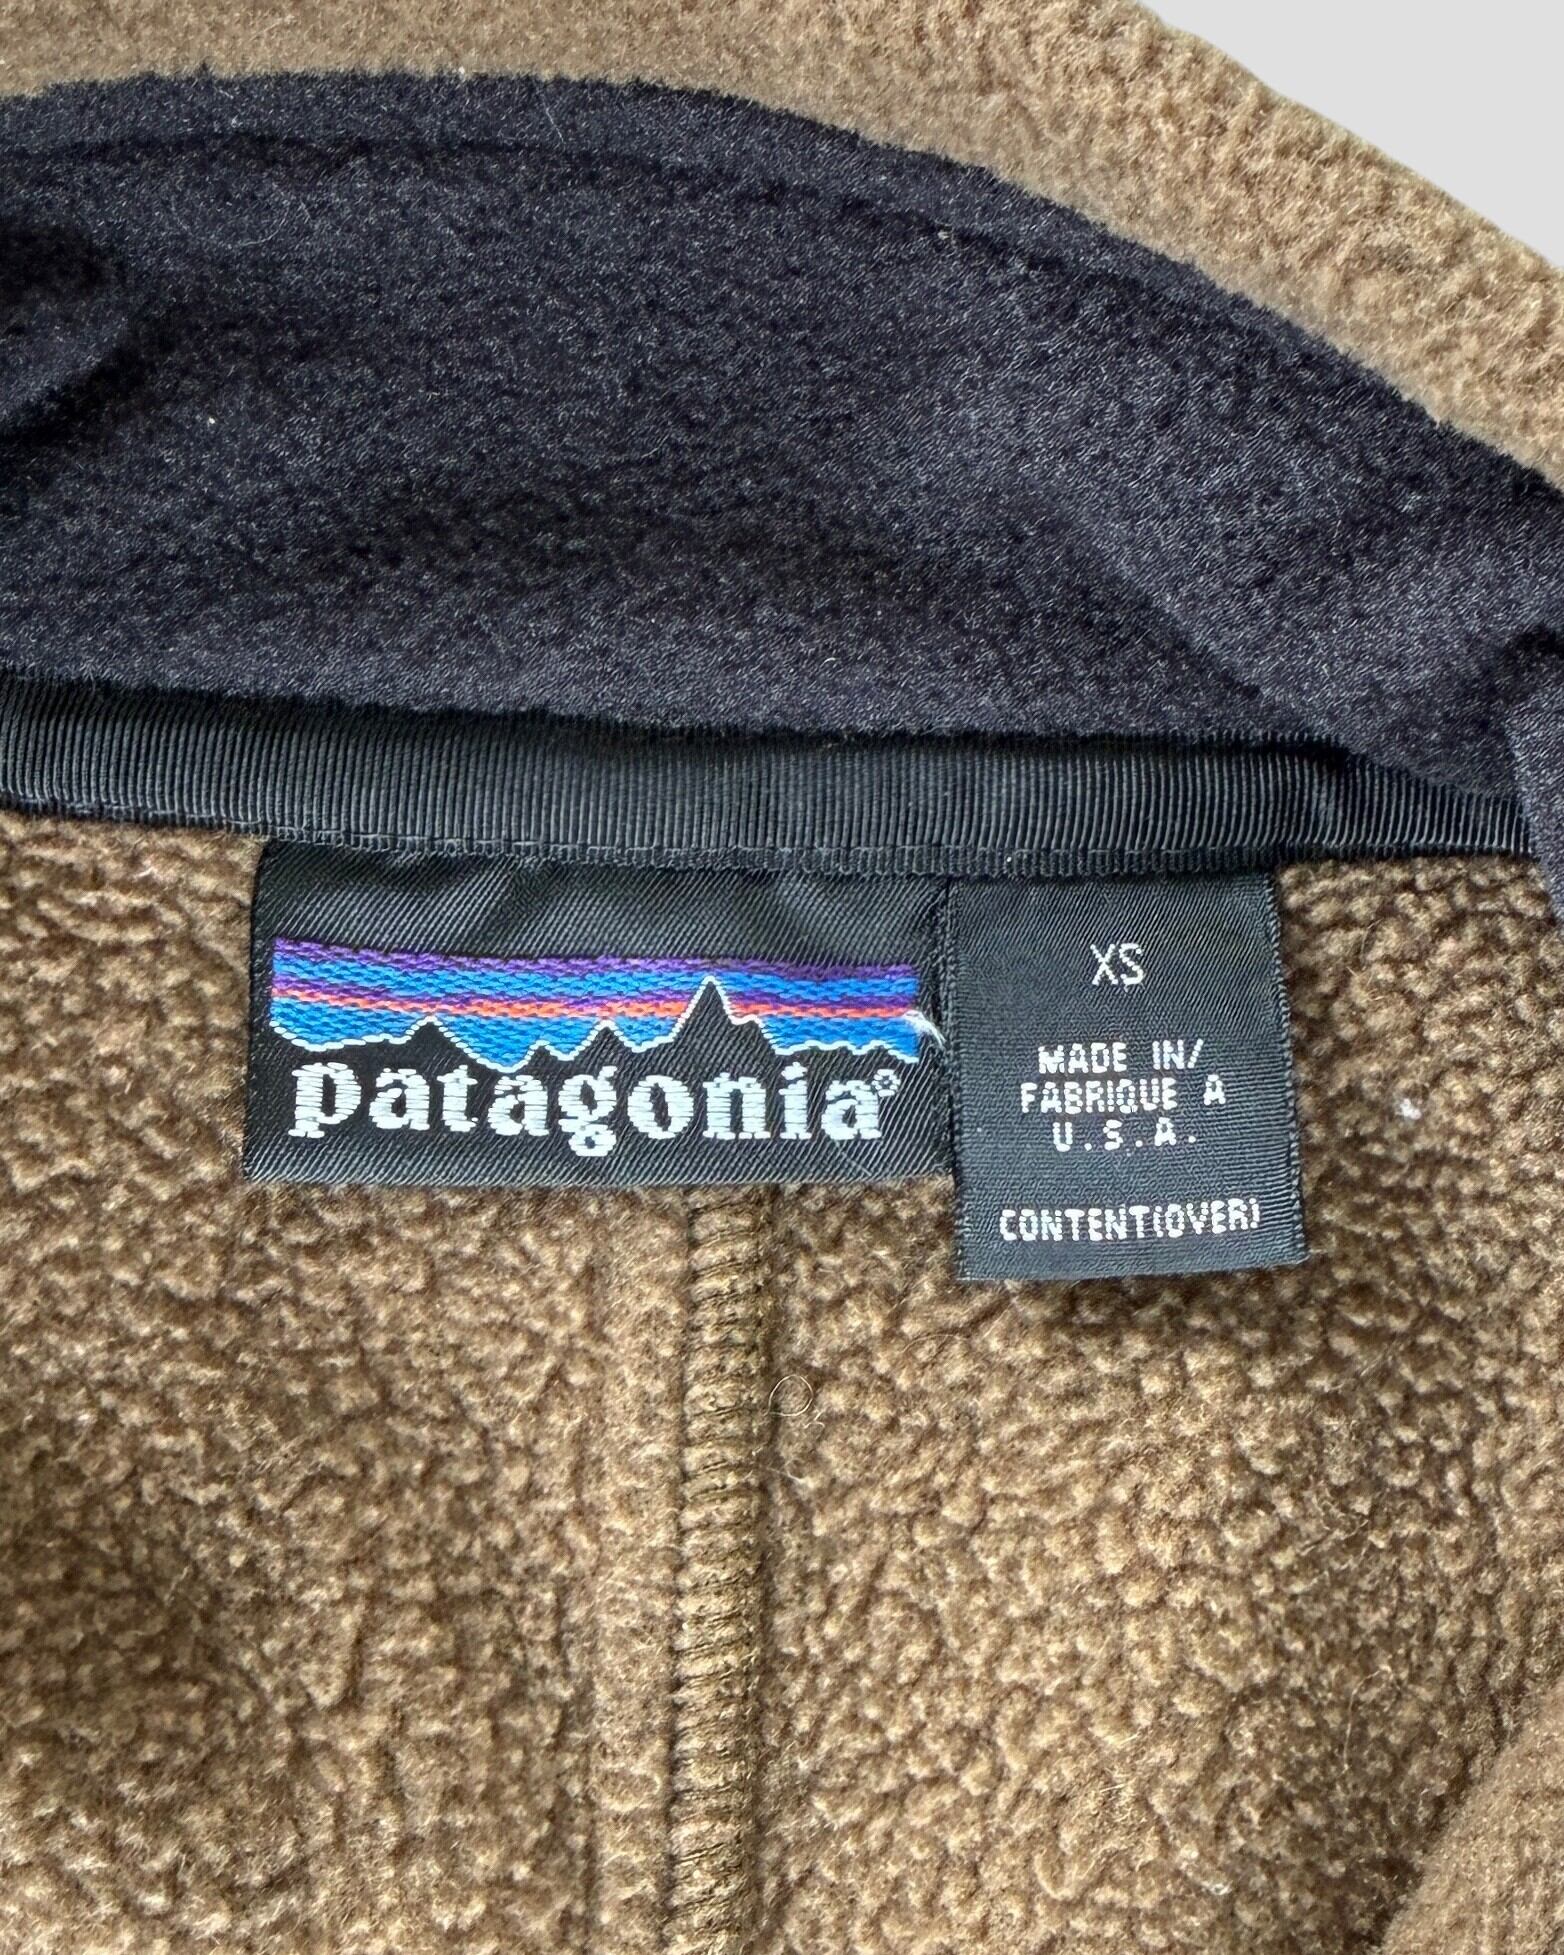 patagonia®
XS
MADE IN/
FABRIQUE A
U.S.A.
CONTENT(OVER)